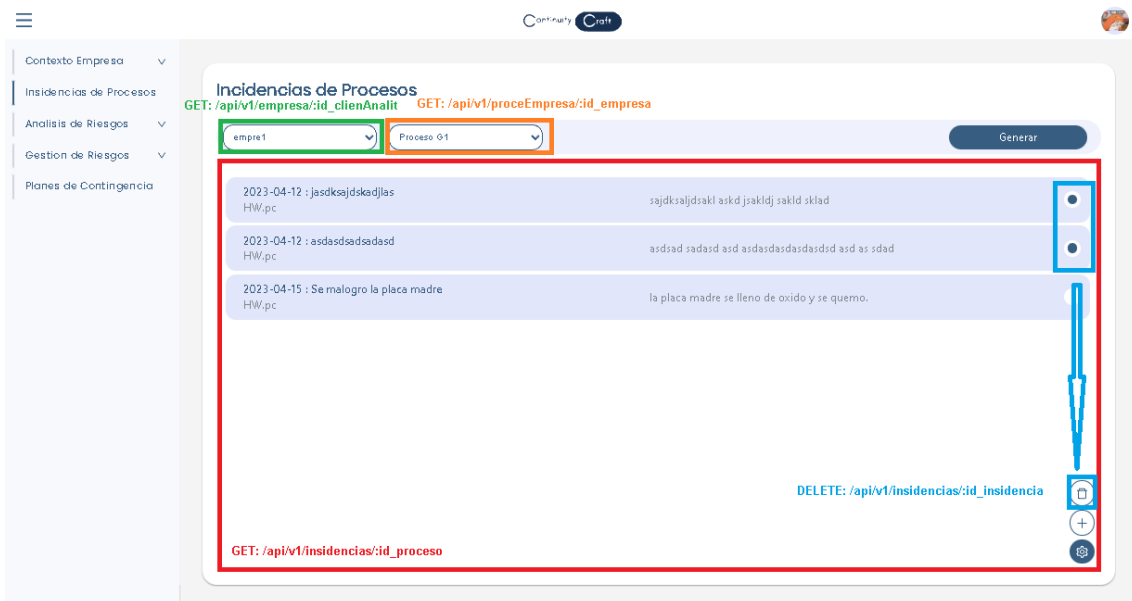 Continuity Craft
Contexto Empresa
Insidencias de Procesos
Analisis de Riesgos
Gestion de Riesgos
Planes de Contingencia
Incidencias de Procesos
GET: /api/v1/empresa/:id_clienAnalit
GET: /api/v1/proceEmpresa/:id_empresa
empre1
Proceso G1
Generar
2023-04-12 : jasdksajdskadjlas
HW.pc
sajdksaljdsakl askd jsakldj sakld sklad
2023-04-12 : asdasdsadsadasd
HW.pc
asdsad sadasd asd asdasdasdasdasdsd asd as sdad
2023-04-15 : Se malogro la placa madre
HW.pc
la placa madre se lleno de oxido y se quemo.
DELETE: /api/v1/insidencias/:id_insidencia
GET: /api/v1/insidencias/:id_proceso